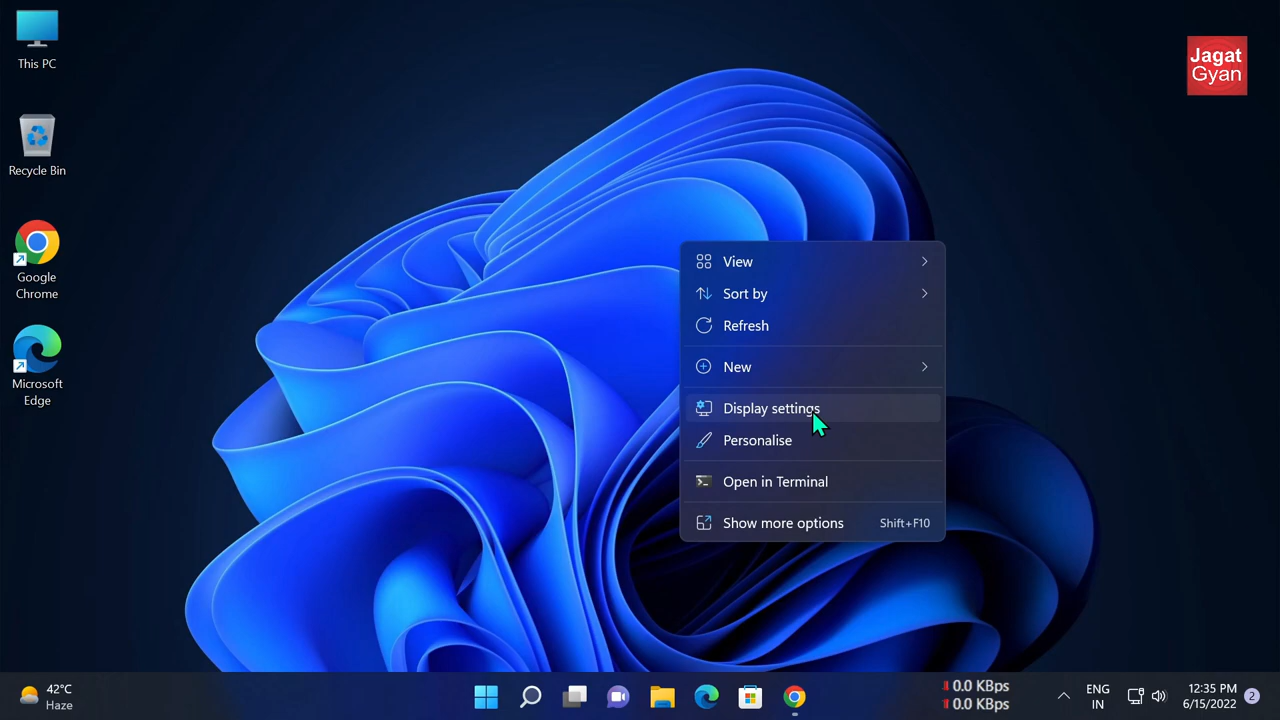 This PC
Recycle Bin
Google
Chrome
Microsoft
Edge
Jagat
Gyan
View
Sort by
Refresh
New
Display settings
Personalise
Open in Terminal
Show more options Shift+F10
42°C
Haze
0.0 KBps
0.0 KBps
ENG
IN
12:35 PM
6/15/2022
2